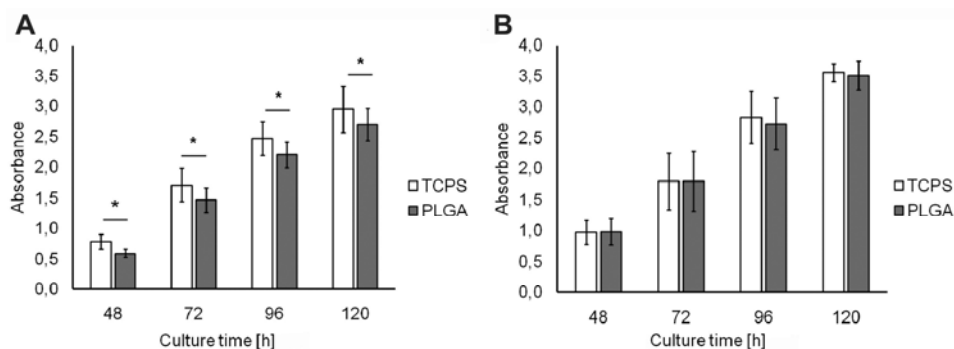 A
4,0
3,5
3,0
2,5
2,0
1,5
1,0
0,5
0,0
Absorbance
*
*
*
*
48 72 96 120
Culture time [h]
TCPS
PLGA
B
4,0
3,5
3,0
2,5
2,0
1,5
1,0
0,5
0,0
Absorbance
48 72 96 120
Culture time [h]
TCPS
PLGA